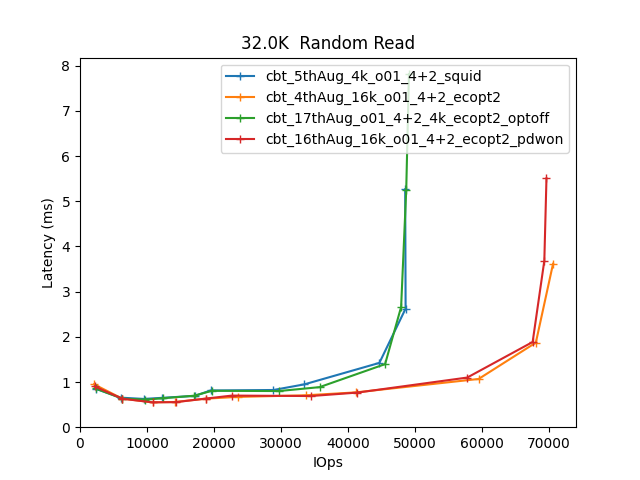 32.0K  Random Read
cbt_5thAug_4k_o01_4+2_squid
cbt_4thAug_16k_o01_4+2_ecopt2
cbt_17thAug_o01_4+2_4k_ecopt2_optoff
cbt_16thAug_16k_o01_4+2_ecopt2_pdwon
8
7
6
5
4
3
2
1
0
Latency (ms)
0 10000 20000 30000 40000 50000 60000 70000
IOps